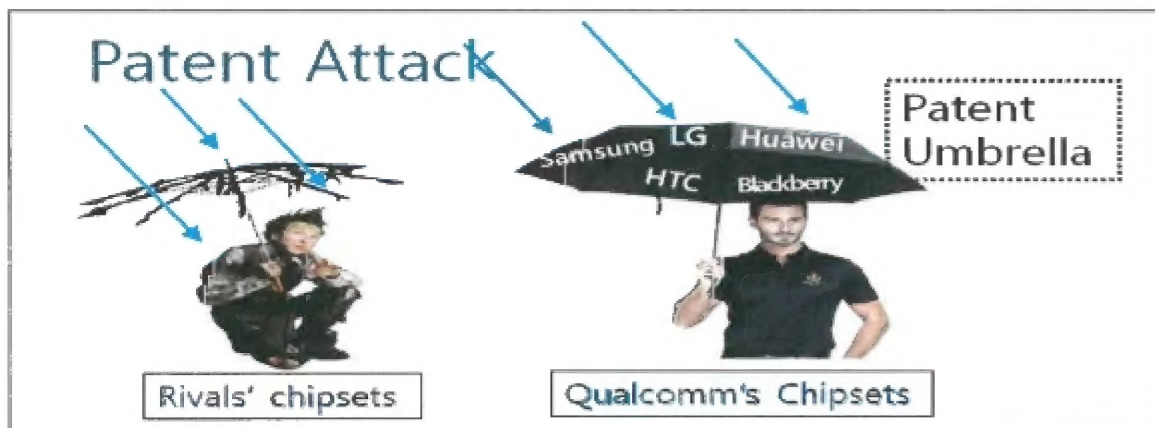 Patent Attack
Patent
Umbrella
Samsung LG Huawei
HTC Blackberry
Rivals' chipsets
Qualcomm's Chipsets